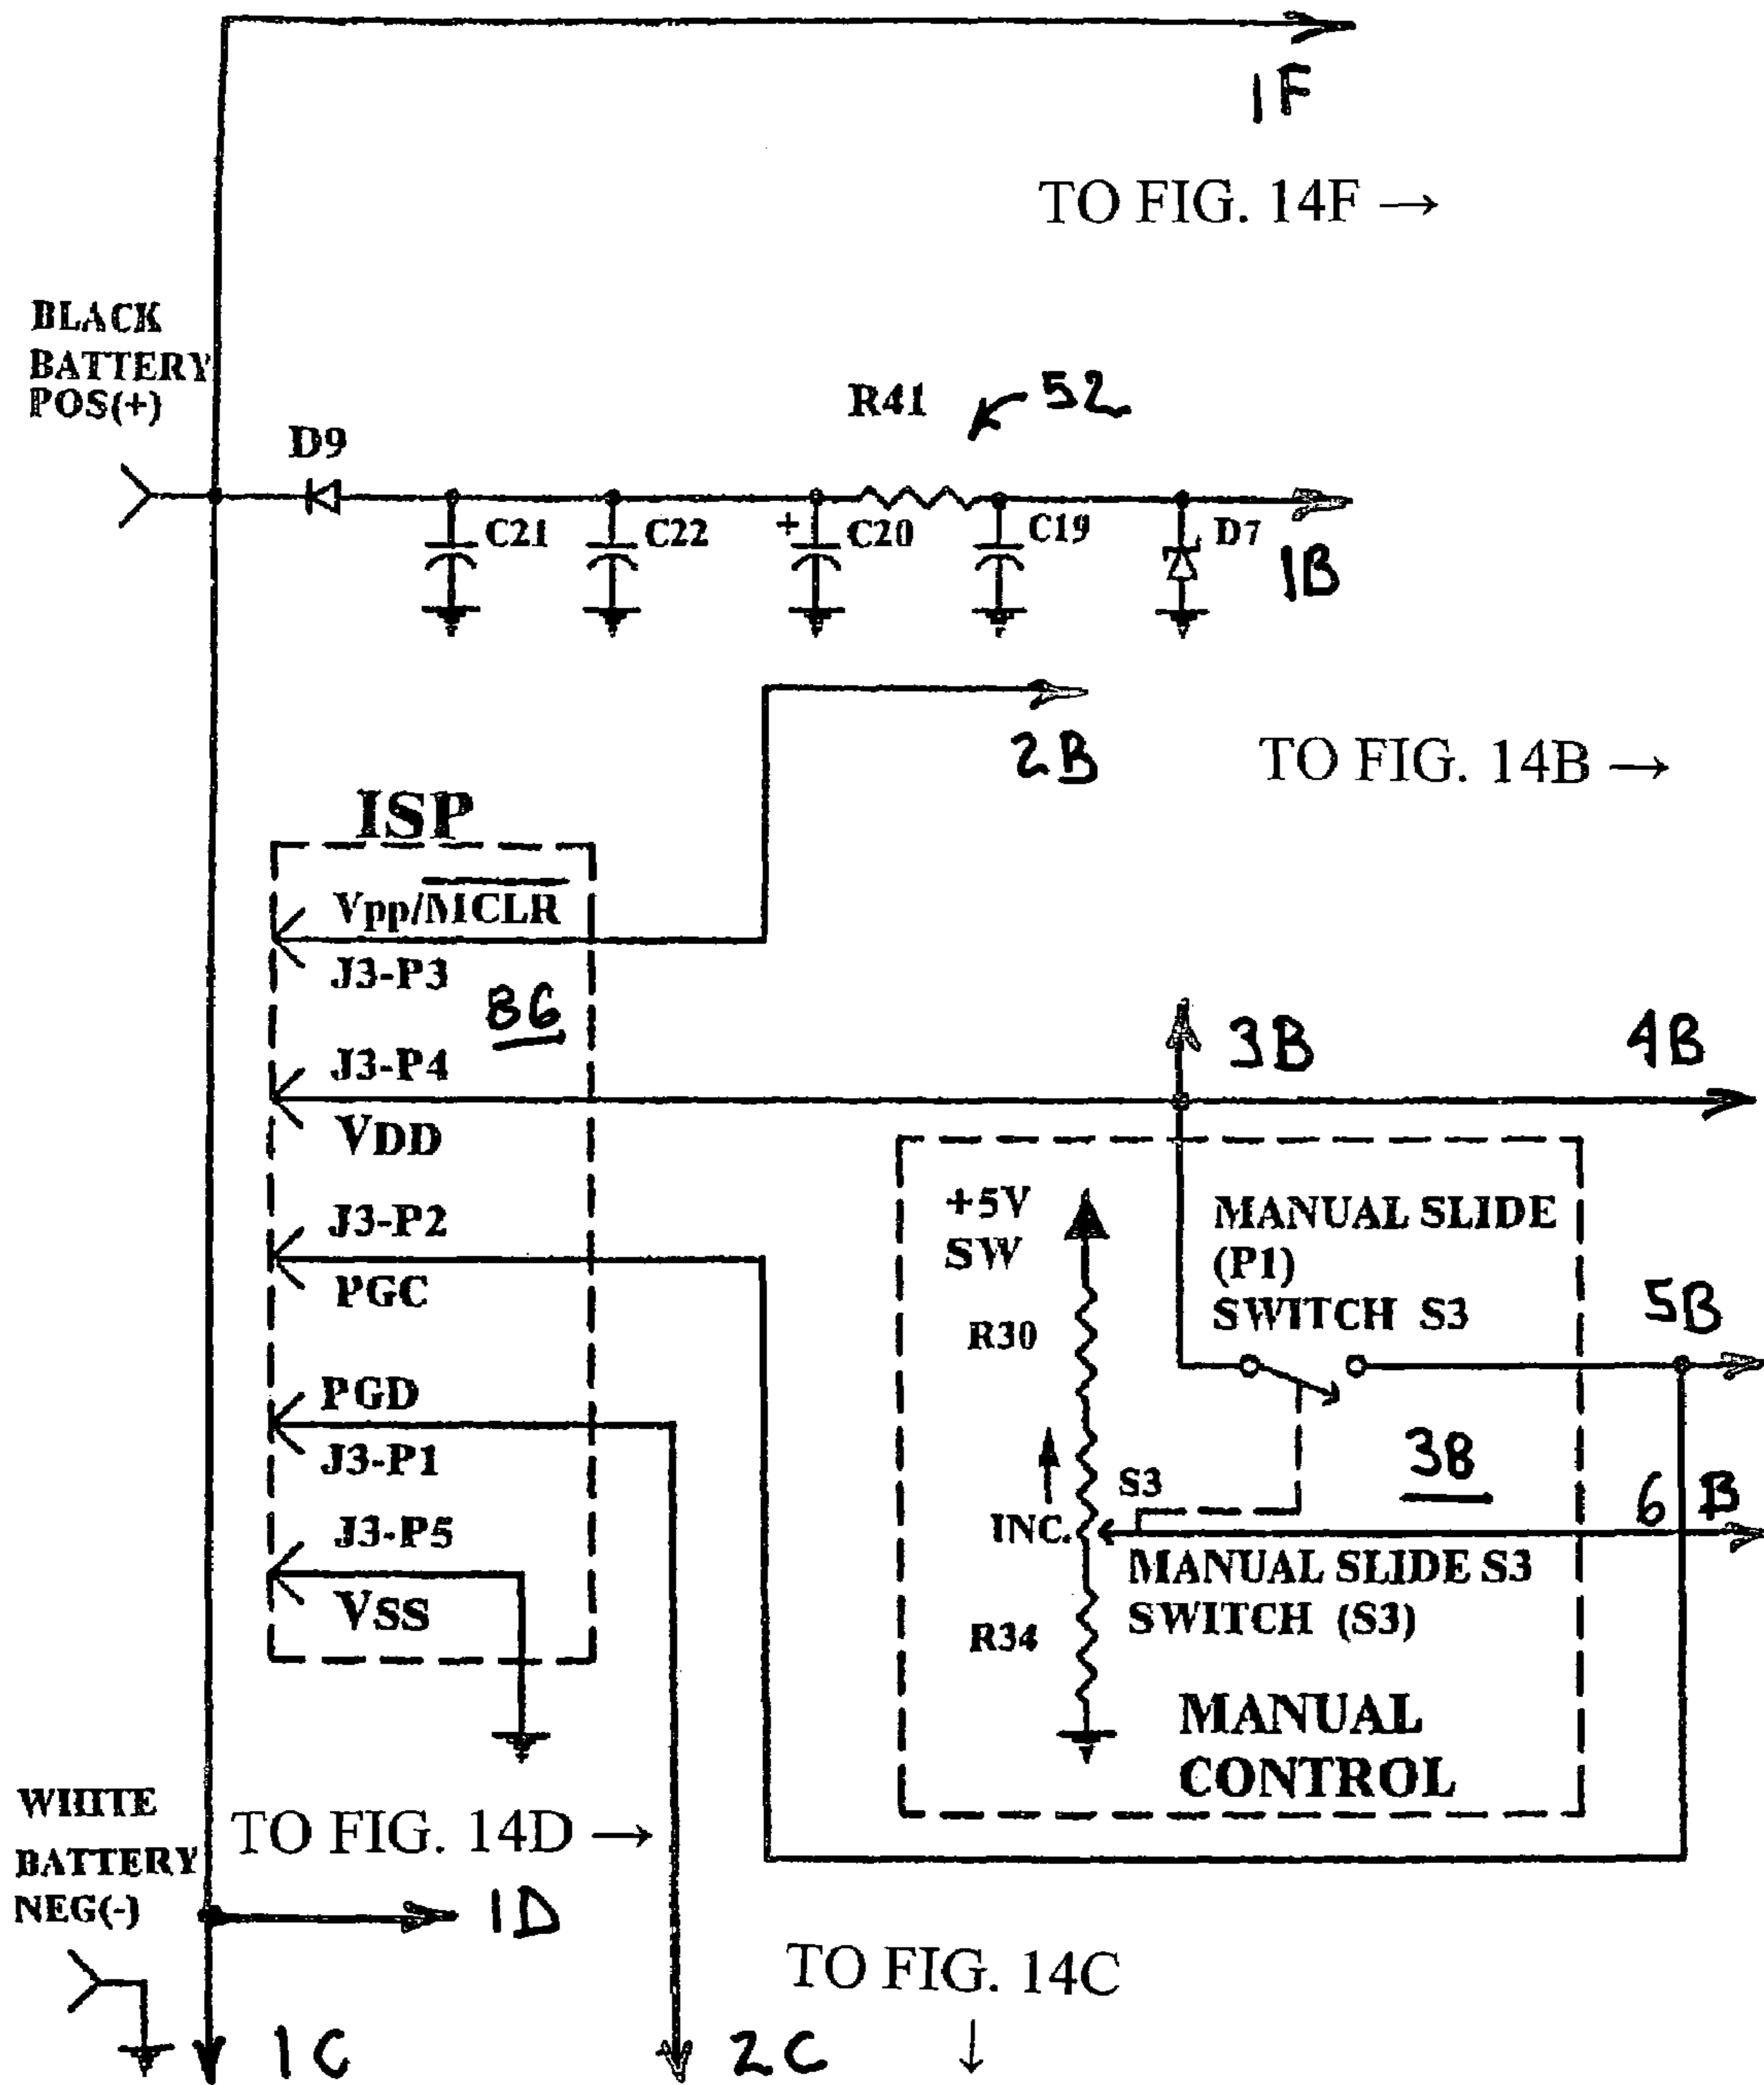 1F
TO FIG. 14F →
BLACK
BATTERY
POS(+)
R41
52
D9
C21
C22
+
C20
C19
D7
1B
2B
TO FIG. 14B →
ISP
Vpp/MCLR
J3-P3
86
J3-P4
VDD
3B
4B
J3-P2
PGC
+5V
SW
MANUAL SLIDE
(P1)
SWITCH S3
R30
5B
PGD
J3-P1
38
S3
6B
INC.
J3-P5
VSS
MANUAL SLIDE S3
SWITCH (S3)
R34
MANUAL
CONTROL
WHITE
BATTERY
NEG(-)
TO FIG. 14D →
1D
TO FIG. 14C
↓
1C
2C